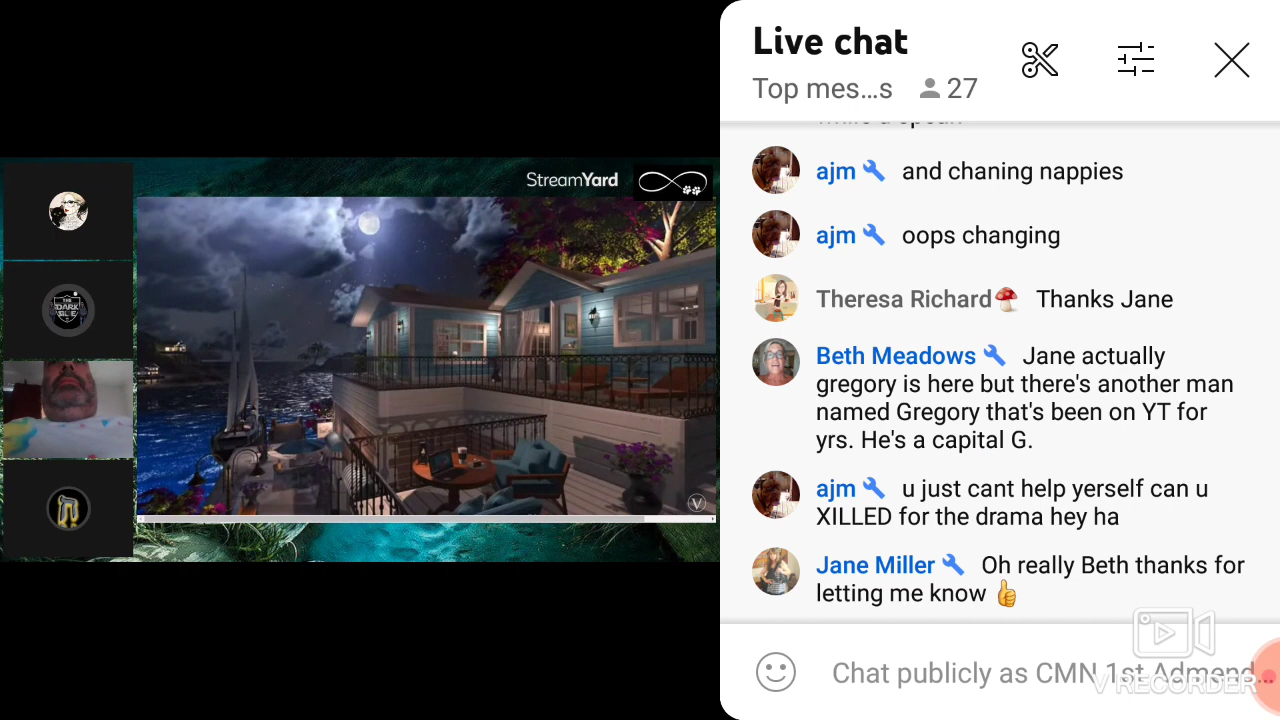 Live chat
Top mes...s 27
ajm and chaning nappies
ajm oops changing
Theresa Richard🍄 Thanks Jane
Beth Meadows Jane actually
gregory is here but there's another man
named Gregory that's been on YT for
yrs. He's a capital G.
ajm u just cant help yerself can u
XILLED for the drama hey ha
Jane Miller Oh really Beth thanks for
letting me know 👍
Chat publicly as CMN 1st Admend...
V RECORDER
StreamYard
THE
DARK
V